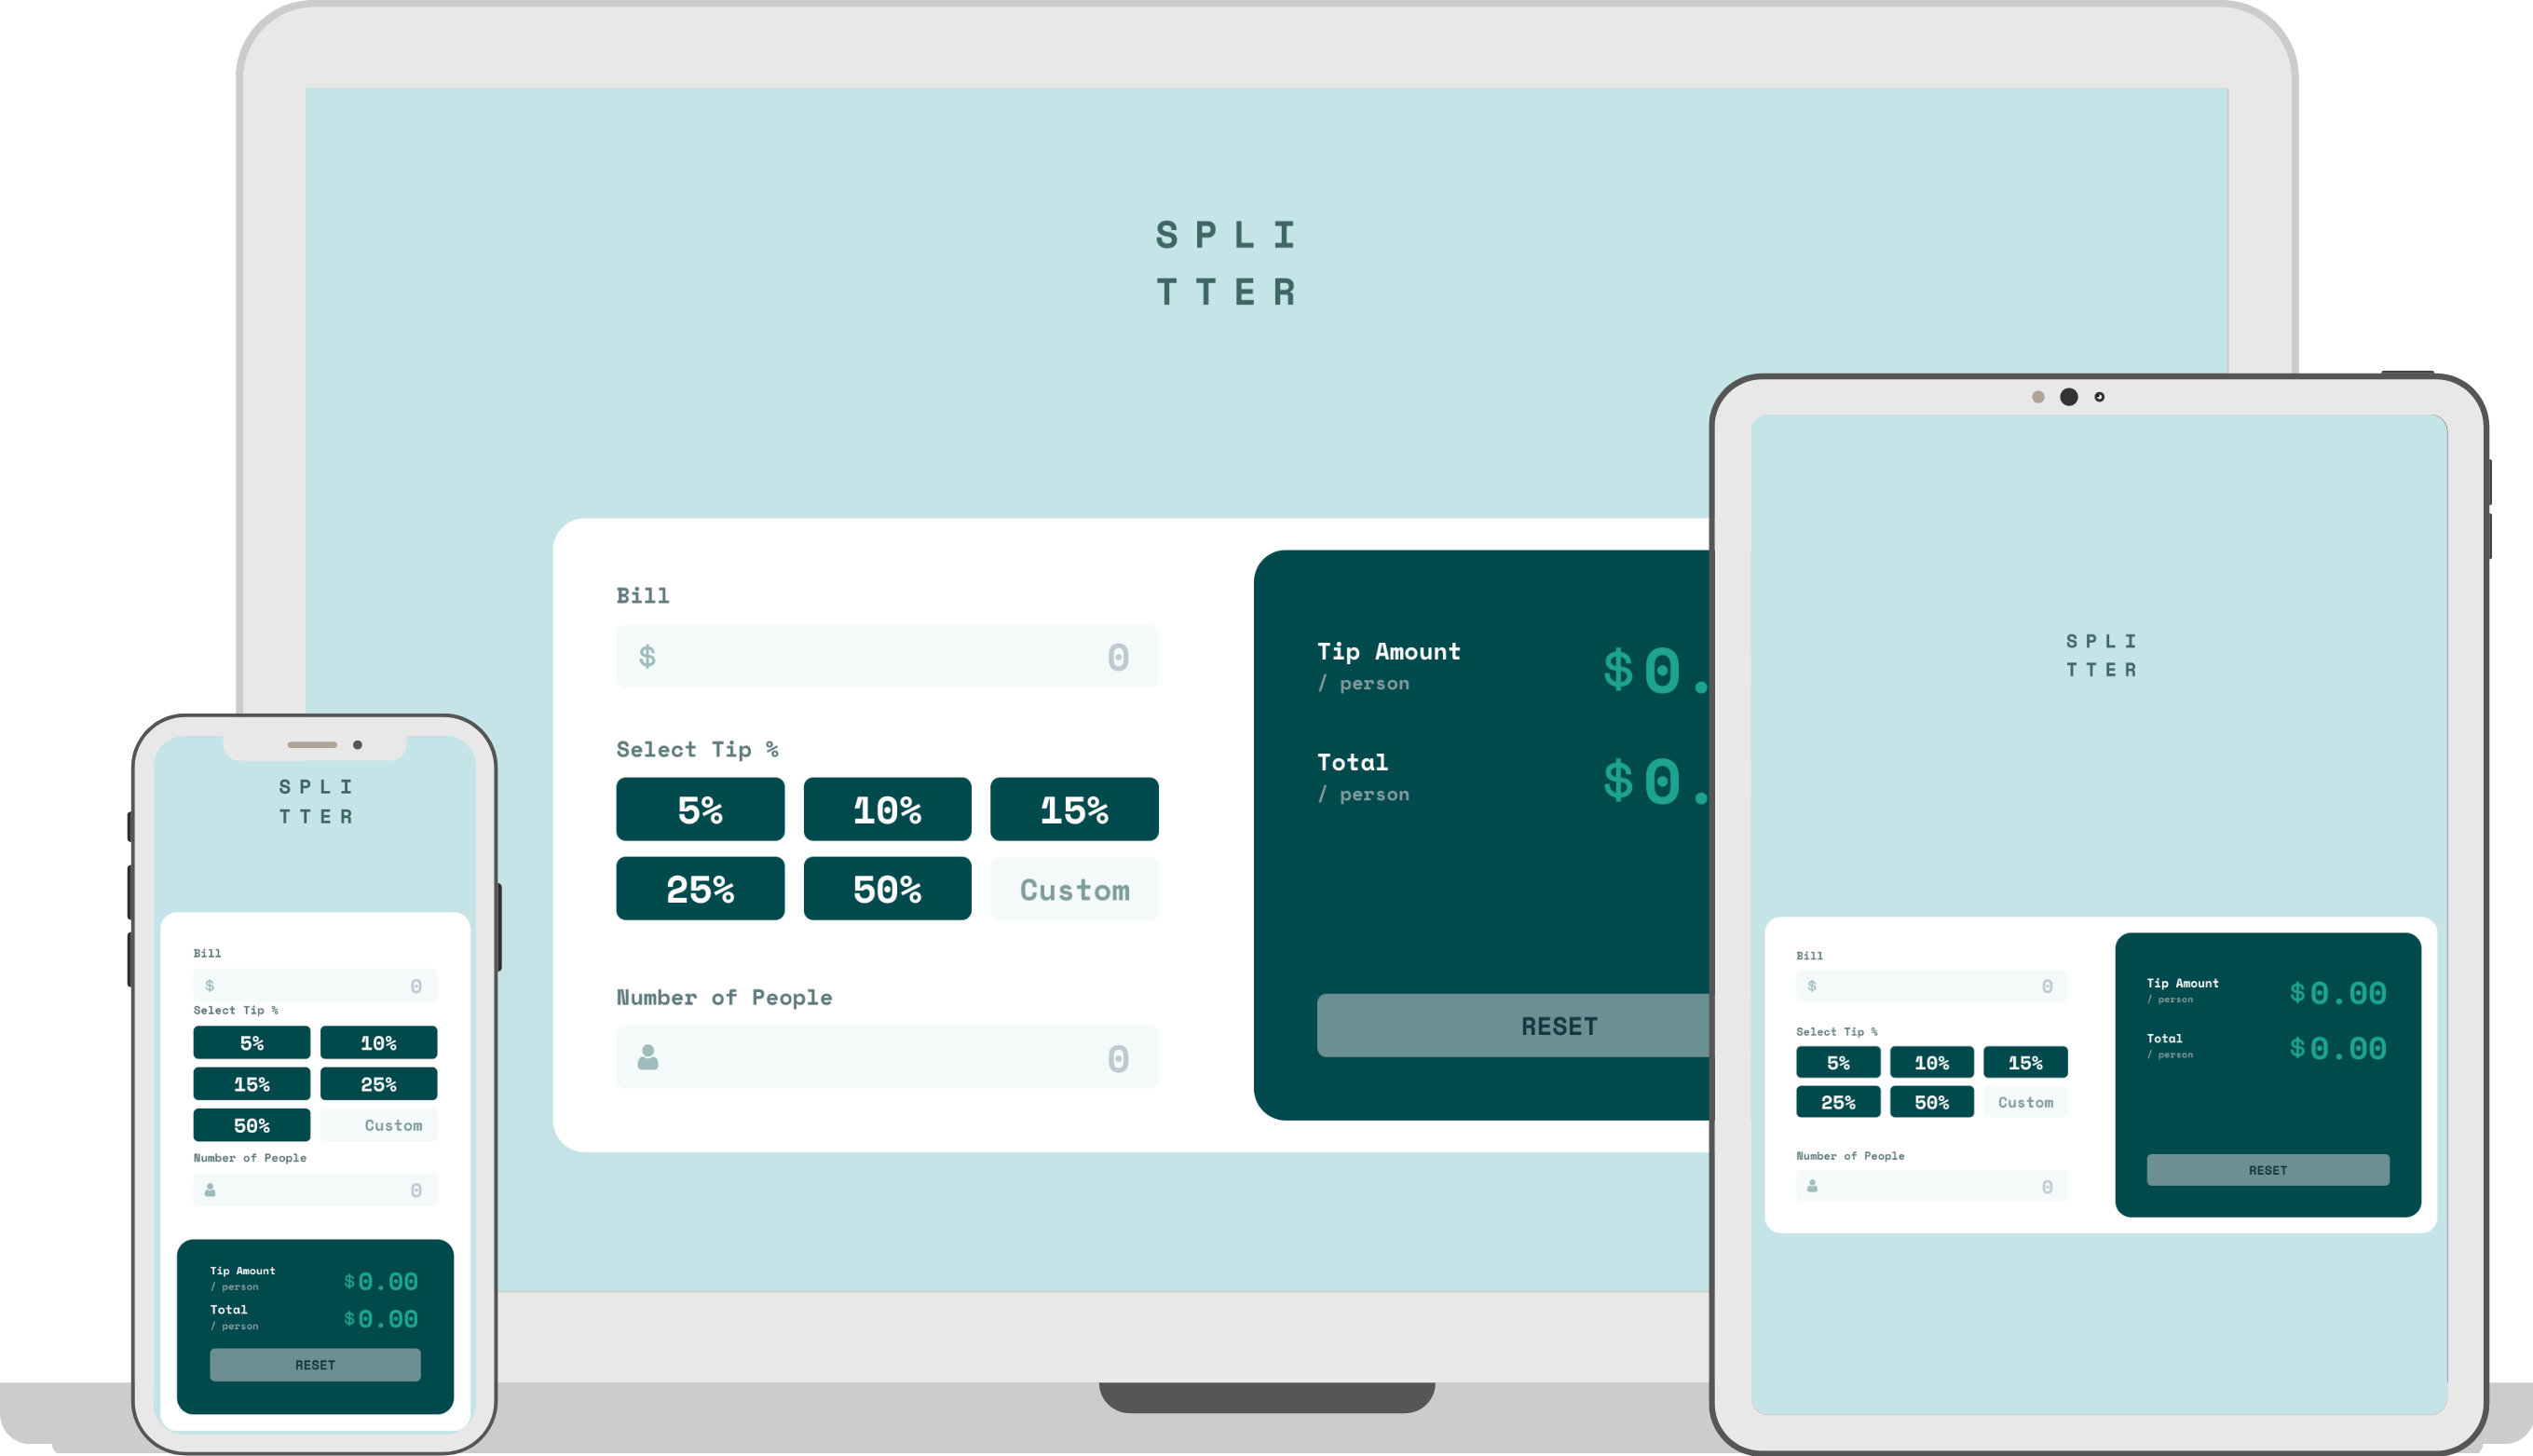 SPLI
TTER
Bill
$ 0
Select Tip %
5% 10% 15%
25% 50% Custom
Number of People
0
Tip Amount
/ person
$0.
Total
/ person
$0.
RESET
SPLI
TTER
Bill
$ 0
Select Tip %
5% 10%
15% 25%
50% Custom
Number of People
0
Tip Amount
/ person
$0.00
Total
/ person
$0.00
RESET
SPLI
TTER
Bill
$ 0
Select Tip %
5% 10% 15%
25% 50% Custom
Number of People
0
Tip Amount
/ person
$0.00
Total
/ person
$0.00
RESET